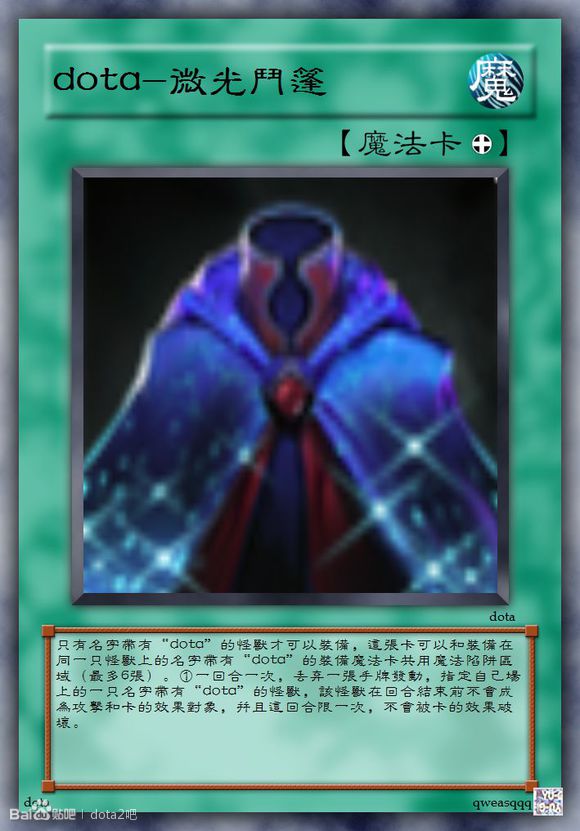 dota-微光鬥篷
魔
【魔法卡】
dota
只有名字帶有“dota”的怪獸才可以裝備，這張卡可以和裝備在
同一只怪獸上的名字帶有“dota”的裝備魔法卡共用魔法陷阱區
域（最多6張）。①一回合一次，丟弃一張手牌發動，指定自己場
上的一只名字帶有“dota”的怪獸，該怪獸在回合結束前不會成
為攻擊和卡的效果對象，幷且這回合限一次，不會被卡的效果破
壞。
dota
qweasqqq
Bai 贴吧 | dota2吧